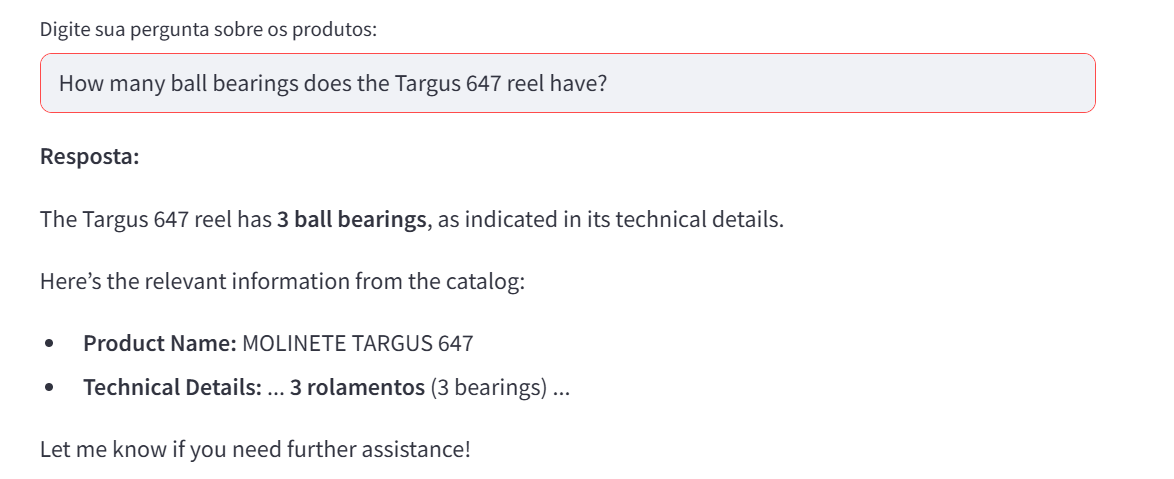 Digite sua pergunta sobre os produtos:
How many ball bearings does the Targus 647 reel have?
Resposta:
The Targus 647 reel has 3 ball bearings, as indicated in its technical details.
Here’s the relevant information from the catalog:
• Product Name: MOLINETE TARGUS 647
• Technical Details: ... 3 rolamentos (3 bearings) ...
Let me know if you need further assistance!